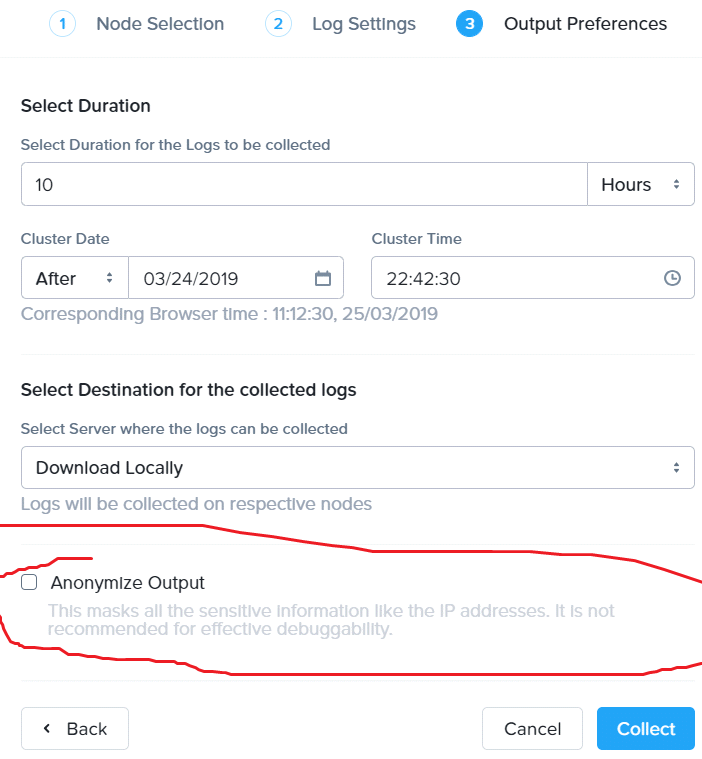 1 Node Selection 2 Log Settings 3 Output Preferences
Select Duration
Select Duration for the Logs to be collected
10 Hours
Cluster Date Cluster Time
After 03/24/2019 22:42:30
Corresponding Browser time : 11:12:30, 25/03/2019
Select Destination for the collected logs
Select Server where the logs can be collected
Download Locally
Logs will be collected on respective nodes
Anonymize Output
This masks all the sensitive information like the IP addresses. It is not
recommended for effective debuggability.
Back Cancel Collect